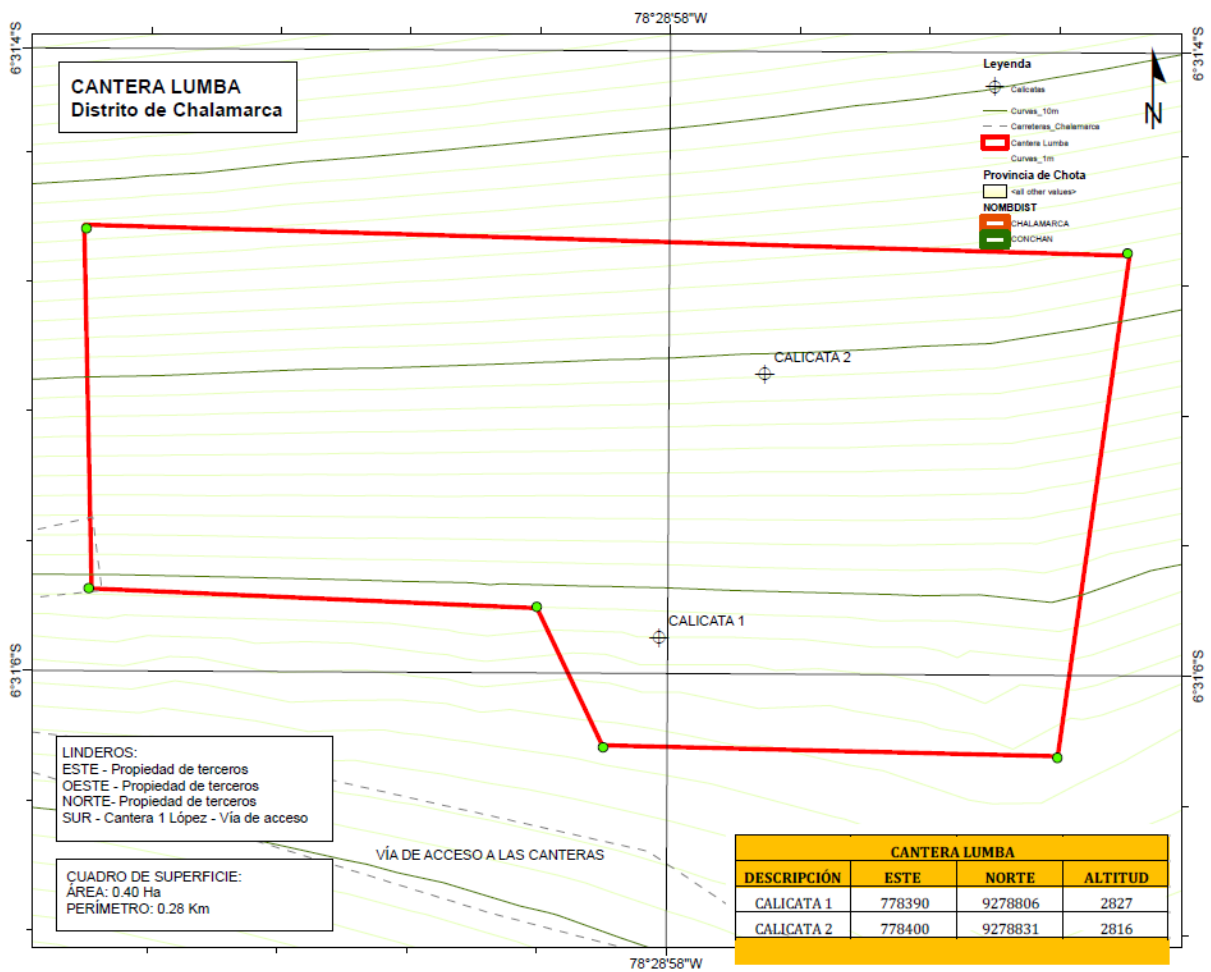 78°28'58"W
6°31'4"S
6°31'4"S
CANTERA LUMBA
Distrito de Chalamarca
Leyenda
Calicatas
Curvas_10m
Carreteras_Chalamarca
Cantera Lumba
Curvas_1m
Provincia de Chota
<all other values>
NOMBDIST
CHALAMARCA
CONCHAN
N
CALICATA 2
CALICATA 1
6°31'6"S
6°31'6"S
LINDEROS:
ESTE - Propiedad de terceros
OESTE - Propiedad de terceros
NORTE- Propiedad de terceros
SUR - Cantera 1 López - Vía de acceso
VÍA DE ACCESO A LAS CANTERAS
CUADRO DE SUPERFICIE:
ÁREA: 0.40 Ha
PERÍMETRO: 0.28 Km
CANTERA LUMBA
DESCRIPCIÓN ESTE NORTE ALTITUD
CALICATA 1 778390 9278806 2827
CALICATA 2 778400 9278831 2816
78°28'58"W